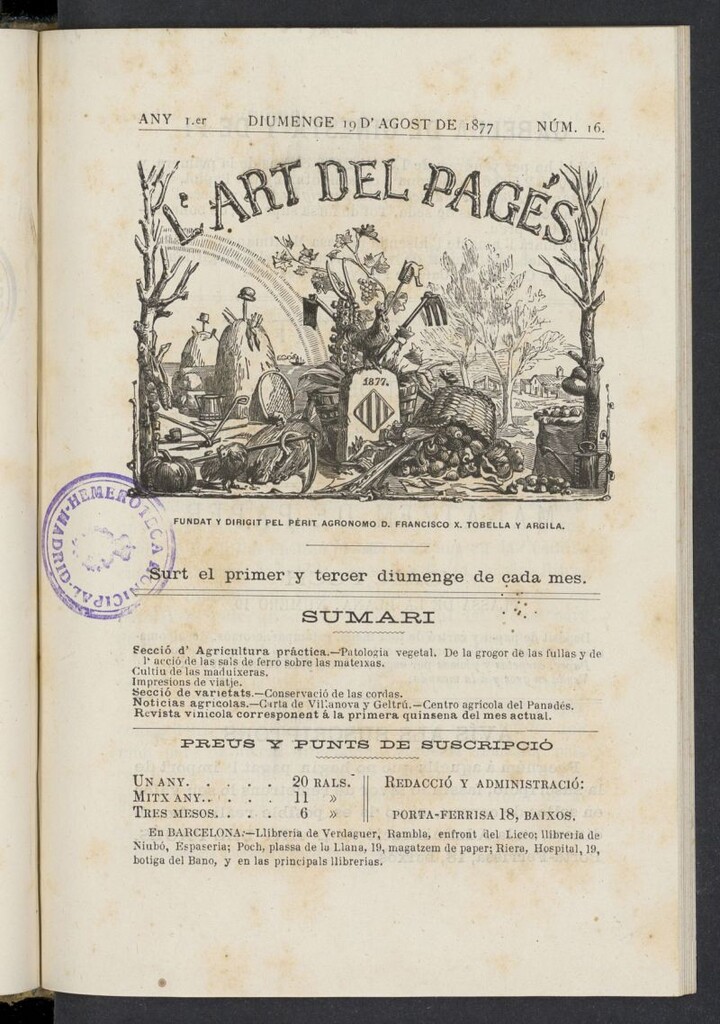 ANY 1.er DIUMENGE 19 D'AGOST DE 1877 NÚM. 16.
L'ART DEL PAGÉS
1877.
FUNDAT Y DIRIGIT PEL PÉRIT AGRONOMO D. FRANCISCO X. TOBELLA Y ARGILA.
HEMEROTECA MUNICIPAL-MADRID
Surt el primer y tercer diumenge de cada mes.
SUMARI
Secció d' Agricultura práctica.—Patologia vegetal. De la grogor de las fullas y de
l' acció de las sals de ferro sobre las mateixas.
Cultiu de las maduixeras.
Impresions de viatje.
Secció de varietats.—Conservació de las cordas.
Noticias agricolas.—Carta de Villanova y Geltrú.—Centro agricola del Panadés.
Revista vinicola corresponent á la primera quinsena del mes actual.
PREUS Y PUNTS DE SUSCRIPCIÓ
UN ANY. . . . . 20 RALS.
MITX ANY. . . . . 11 »
TRES MESOS. . . . 6 »
REDACCIÓ Y ADMINISTRACIÓ:
PORTA-FERRISA 18, BAIXOS.
En BARCELONA:—Llibreria de Verdaguer, Rambla, enfront del Liceo; llibreria de
Niubó, Espaseria; Poch, plassa de la Llana, 19, magatzem de paper; Riera, Hospital, 19,
botiga del Bano, y en las principals llibrerias.